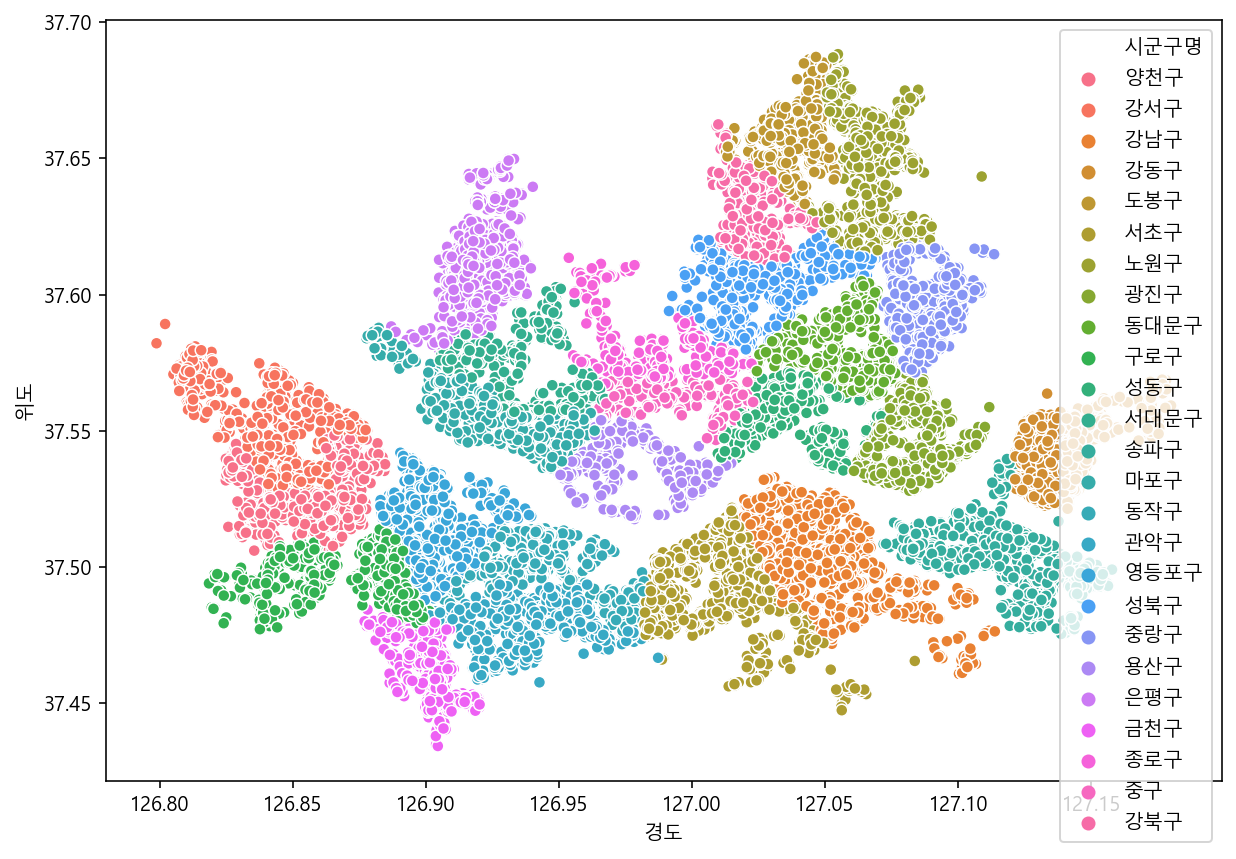 37.70
37.65
37.60
37.55
37.50
37.45
위도
126.80 126.85 126.90 126.95 127.00 127.05 127.10 127.15
경도
시군구명
양천구
강서구
강남구
강동구
도봉구
서초구
노원구
광진구
동대문구
구로구
성동구
서대문구
송파구
마포구
동작구
관악구
영등포구
성북구
중랑구
용산구
은평구
금천구
종로구
중구
강북구